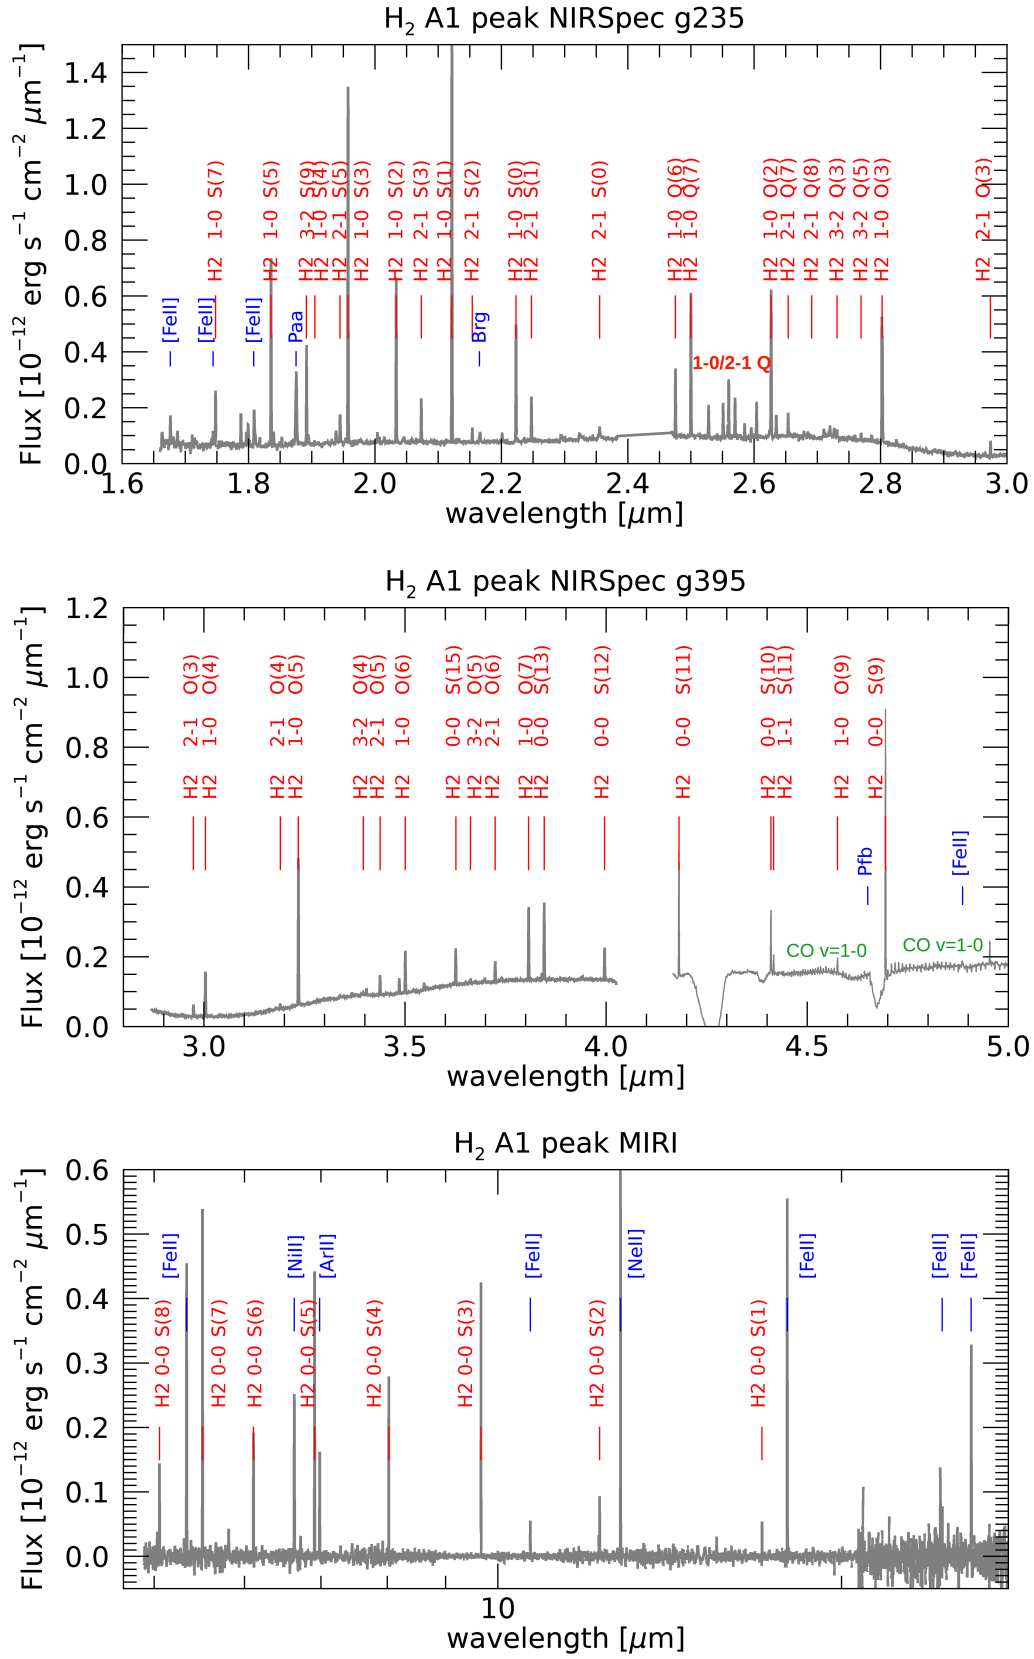 H₂ A1 peak NIRSpec g235
Flux [10⁻¹² erg s⁻¹ cm⁻² μm⁻¹]
1.4
1.2
1.0
0.8
0.6
0.4
0.2
0.0
H2 1-0 S(7)
H2 1-0 S(5)
H2 3-2 S(9)
H2 1-0 S(4)
H2 2-1 S(5)
H2 1-0 S(3)
H2 1-0 S(2)
H2 2-1 S(3)
H2 1-0 S(1)
H2 2-1 S(2)
H2 1-0 S(0)
H2 2-1 S(1)
H2 2-1 S(0)
H2 1-0 Q(6)
H2 1-0 Q(7)
H2 1-0 O(2)
H2 2-1 Q(7)
H2 2-1 Q(8)
H2 3-2 Q(3)
H2 3-2 Q(5)
H2 1-0 O(3)
H2 2-1 O(3)
[FeII]
[FeII]
[FeII]
Paa
Brg
1-0/2-1 Q
1.6 1.8 2.0 2.2 2.4 2.6 2.8 3.0
wavelength [μm]
H₂ A1 peak NIRSpec g395
Flux [10⁻¹² erg s⁻¹ cm⁻² μm⁻¹]
1.2
1.0
0.8
0.6
0.4
0.2
0.0
H2 2-1 O(3)
H2 1-0 O(4)
H2 2-1 O(4)
H2 1-0 O(5)
H2 3-2 O(4)
H2 2-1 O(5)
H2 1-0 O(6)
H2 0-0 S(15)
H2 3-2 O(5)
H2 2-1 O(6)
H2 1-0 O(7)
H2 0-0 S(13)
H2 0-0 S(12)
H2 0-0 S(11)
H2 0-0 S(10)
H2 1-1 S(11)
H2 1-0 O(9)
H2 0-0 S(9)
Pfb
[FeII]
CO v=1-0
CO v=1-0
3.0 3.5 4.0 4.5 5.0
wavelength [μm]
H₂ A1 peak MIRI
Flux [10⁻¹² erg s⁻¹ cm⁻² μm⁻¹]
0.6
0.5
0.4
0.3
0.2
0.1
0.0
[FeII]
[NiII]
[ArII]
[FeII]
[NeII]
[FeII]
[FeII]
[FeII]
H2 0-0 S(8)
H2 0-0 S(7)
H2 0-0 S(6)
H2 0-0 S(5)
H2 0-0 S(4)
H2 0-0 S(3)
H2 0-0 S(2)
H2 0-0 S(1)
10
wavelength [μm]